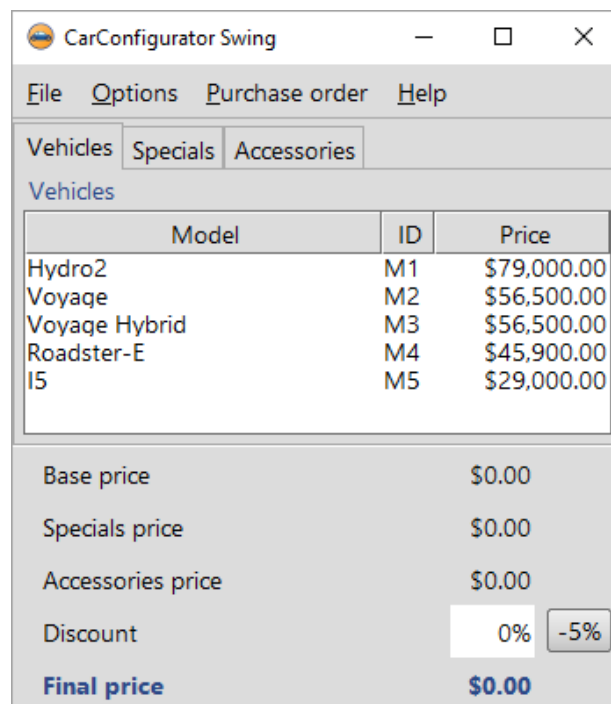 CarConfigurator Swing
File Options Purchase order Help
Vehicles Specials Accessories
Vehicles
Model ID Price
Hydro2 M1 $79,000.00
Voyage M2 $56,500.00
Voyage Hybrid M3 $56,500.00
Roadster-E M4 $45,900.00
I5 M5 $29,000.00
Base price $0.00
Specials price $0.00
Accessories price $0.00
Discount 0% -5%
Final price $0.00